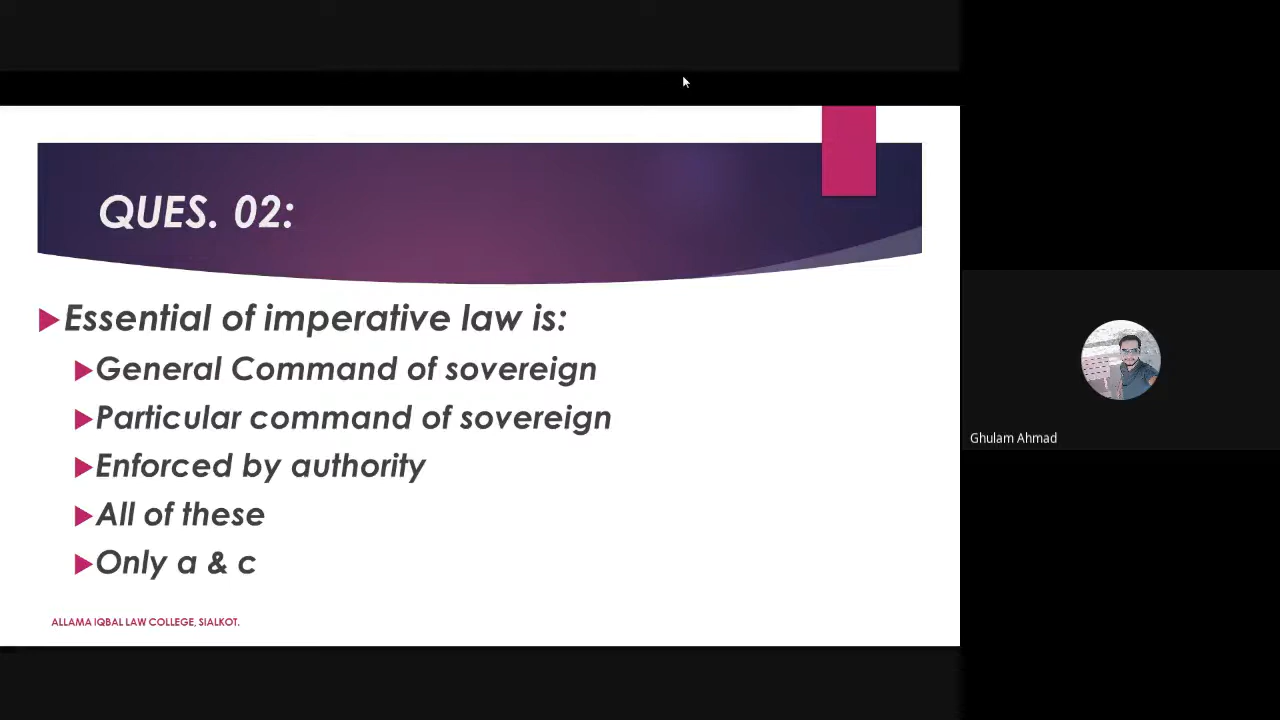 QUES. 02:
Essential of imperative law is:
General Command of sovereign
Particular command of sovereign
Enforced by authority
All of these
Only a & c
ALLAMA IQBAL LAW COLLEGE, SIALKOT.
Ghulam Ahmad